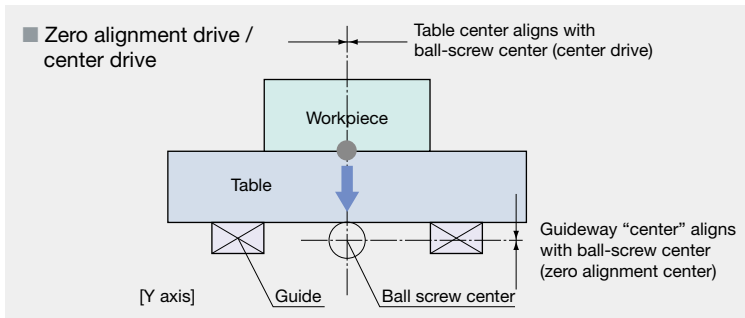 Zero alignment drive /
center drive
Table center aligns with
ball-screw center (center drive)
Workpiece
Table
Guideway “center” aligns
with ball-screw center
(zero alignment center)
[Y axis]
Guide
Ball screw center